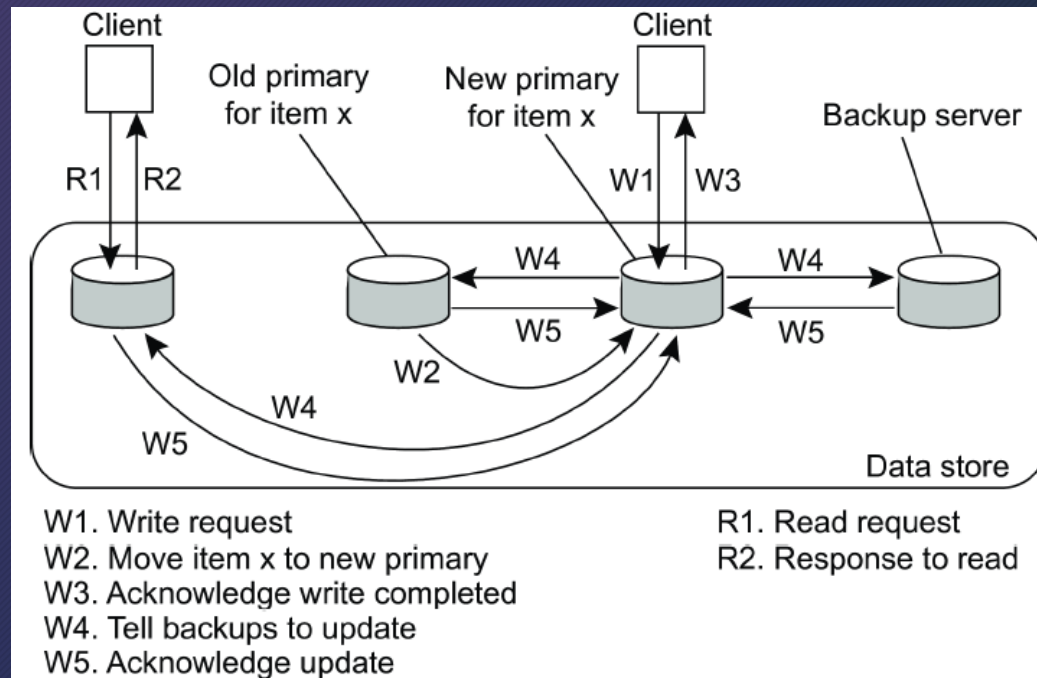 Client
Client
Old primary
for item x
New primary
for item x
Backup server
R1
R2
W1
W3
W4
W4
W5
W5
W2
W4
W5
Data store
W1. Write request
W2. Move item x to new primary
W3. Acknowledge write completed
W4. Tell backups to update
W5. Acknowledge update
R1. Read request
R2. Response to read